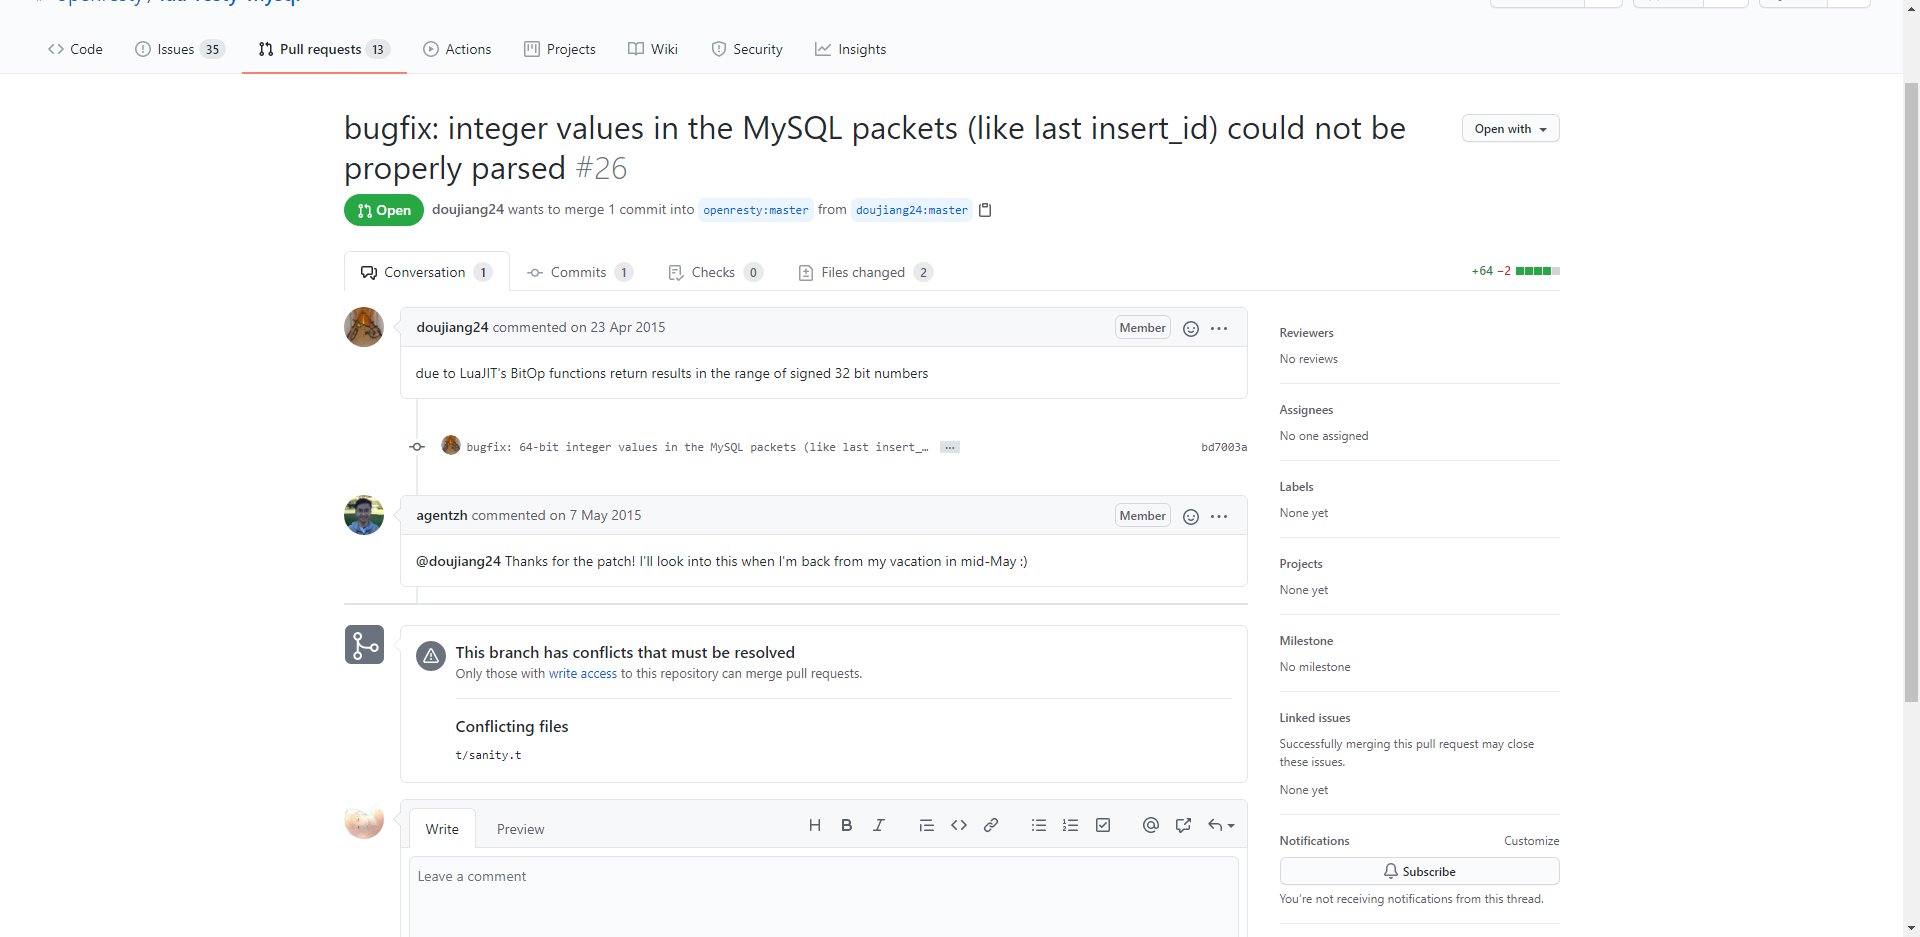 openresty / lua-resty-mysql
Code
Issues 35
Pull requests 13
Actions
Projects
Wiki
Security
Insights
bugfix: integer values in the MySQL packets (like last insert_id) could not be
properly parsed #26
Open with
Open doujiang24 wants to merge 1 commit into openresty:master from doujiang24:master
Conversation 1
Commits 1
Checks 0
Files changed 2
+64 −2
doujiang24 commented on 23 Apr 2015
Member
due to LuaJIT's BitOp functions return results in the range of signed 32 bit numbers
bugfix: 64-bit integer values in the MySQL packets (like last insert_… …
bd7003a
agentzh commented on 7 May 2015
Member
@doujiang24 Thanks for the patch! I'll look into this when I'm back from my vacation in mid-May :)
This branch has conflicts that must be resolved
Only those with write access to this repository can merge pull requests.
Conflicting files
t/sanity.t
Write
Preview
Leave a comment
Reviewers
No reviews
Assignees
No one assigned
Labels
None yet
Projects
None yet
Milestone
No milestone
Linked issues
Successfully merging this pull request may close
these issues.
None yet
Notifications
Customize
Subscribe
You're not receiving notifications from this thread.